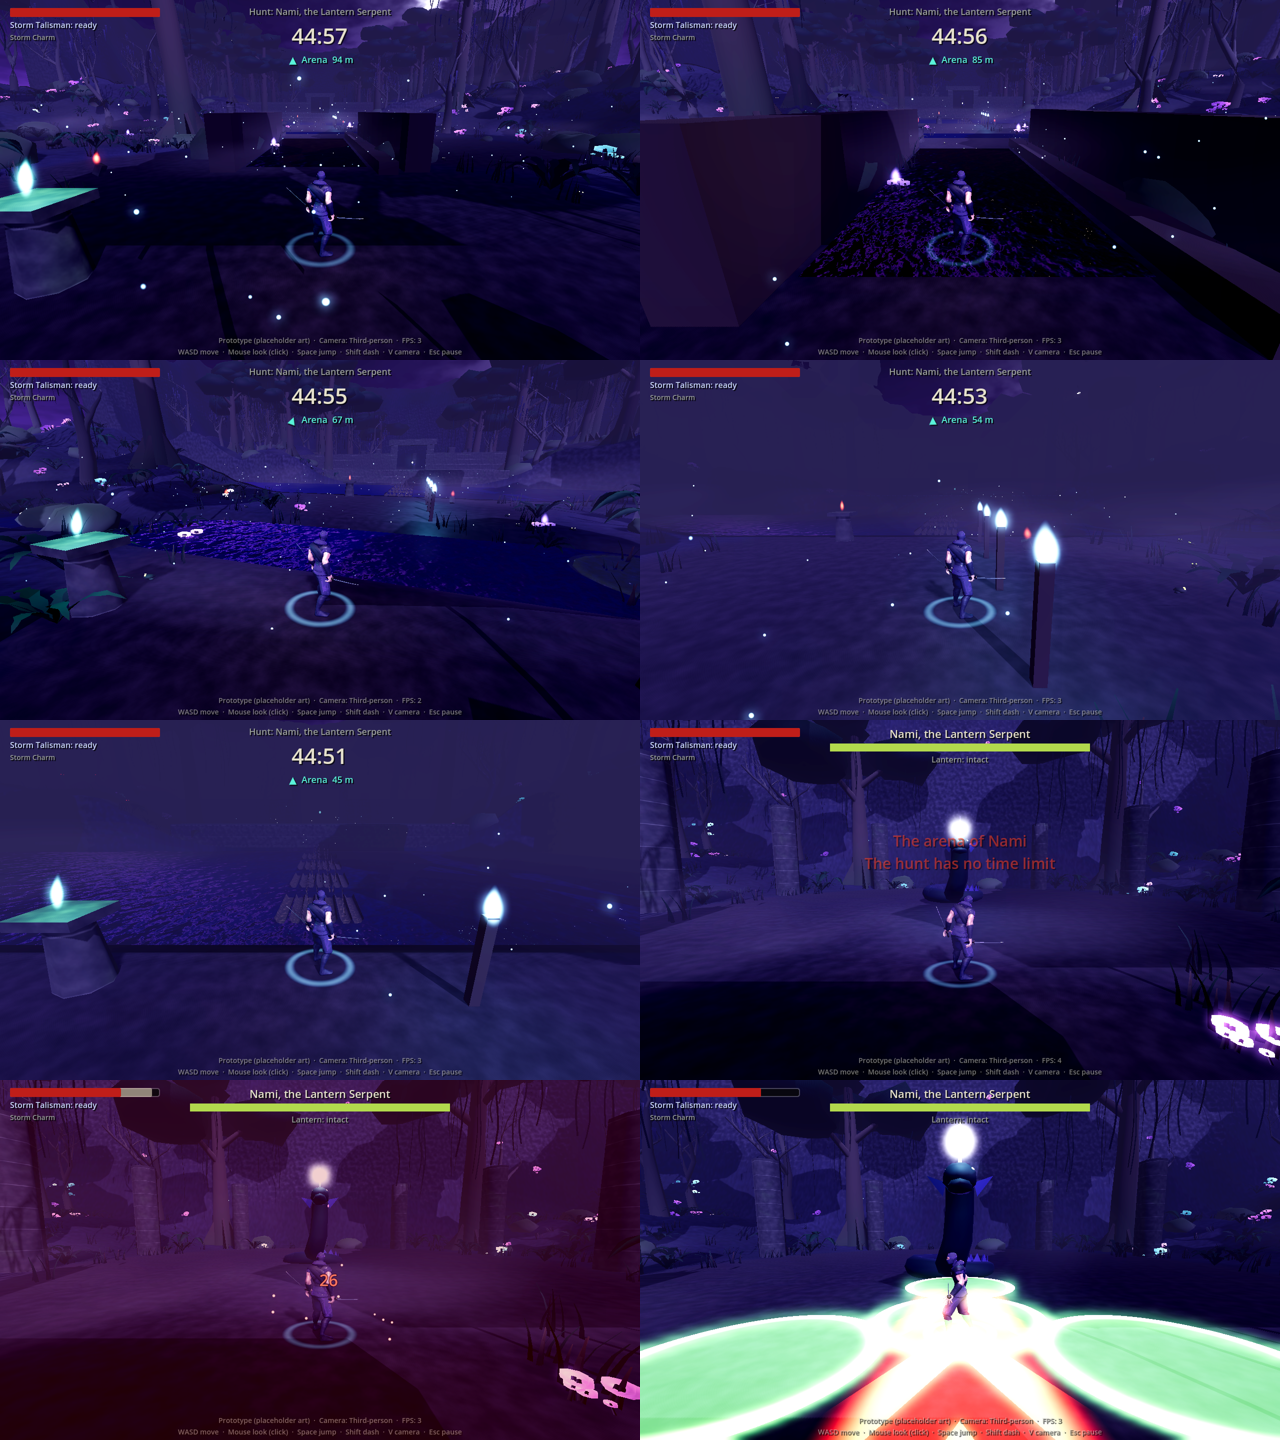 Hunt: Nami, the Lantern Serpent
Storm Talisman: ready
Storm Charm
44:57
▲ Arena 94 m
Prototype (placeholder art) · Camera: Third-person · FPS: 3
WASD move · Mouse look (click) · Space jump · Shift dash · V camera · Esc pause
Hunt: Nami, the Lantern Serpent
Storm Talisman: ready
Storm Charm
44:56
▲ Arena 85 m
Prototype (placeholder art) · Camera: Third-person · FPS: 3
WASD move · Mouse look (click) · Space jump · Shift dash · V camera · Esc pause
Hunt: Nami, the Lantern Serpent
Storm Talisman: ready
Storm Charm
44:55
▲ Arena 67 m
Prototype (placeholder art) · Camera: Third-person · FPS: 2
WASD move · Mouse look (click) · Space jump · Shift dash · V camera · Esc pause
Hunt: Nami, the Lantern Serpent
Storm Talisman: ready
Storm Charm
44:53
▲ Arena 54 m
Prototype (placeholder art) · Camera: Third-person · FPS: 3
WASD move · Mouse look (click) · Space jump · Shift dash · V camera · Esc pause
Hunt: Nami, the Lantern Serpent
Storm Talisman: ready
Storm Charm
44:51
▲ Arena 45 m
Prototype (placeholder art) · Camera: Third-person · FPS: 3
WASD move · Mouse look (click) · Space jump · Shift dash · V camera · Esc pause
Nami, the Lantern Serpent
Storm Talisman: ready
Storm Charm
Lantern: intact
The arena of Nami
The hunt has no time limit
Prototype (placeholder art) · Camera: Third-person · FPS: 4
WASD move · Mouse look (click) · Space jump · Shift dash · V camera · Esc pause
Nami, the Lantern Serpent
Storm Talisman: ready
Storm Charm
Lantern: intact
26
Prototype (placeholder art) · Camera: Third-person · FPS: 3
WASD move · Mouse look (click) · Space jump · Shift dash · V camera · Esc pause
Nami, the Lantern Serpent
Storm Talisman: ready
Storm Charm
Lantern: intact
Prototype (placeholder art) · Camera: Third-person · FPS: 3
WASD move · Mouse look (click) · Space jump · Shift dash · V camera · Esc pause